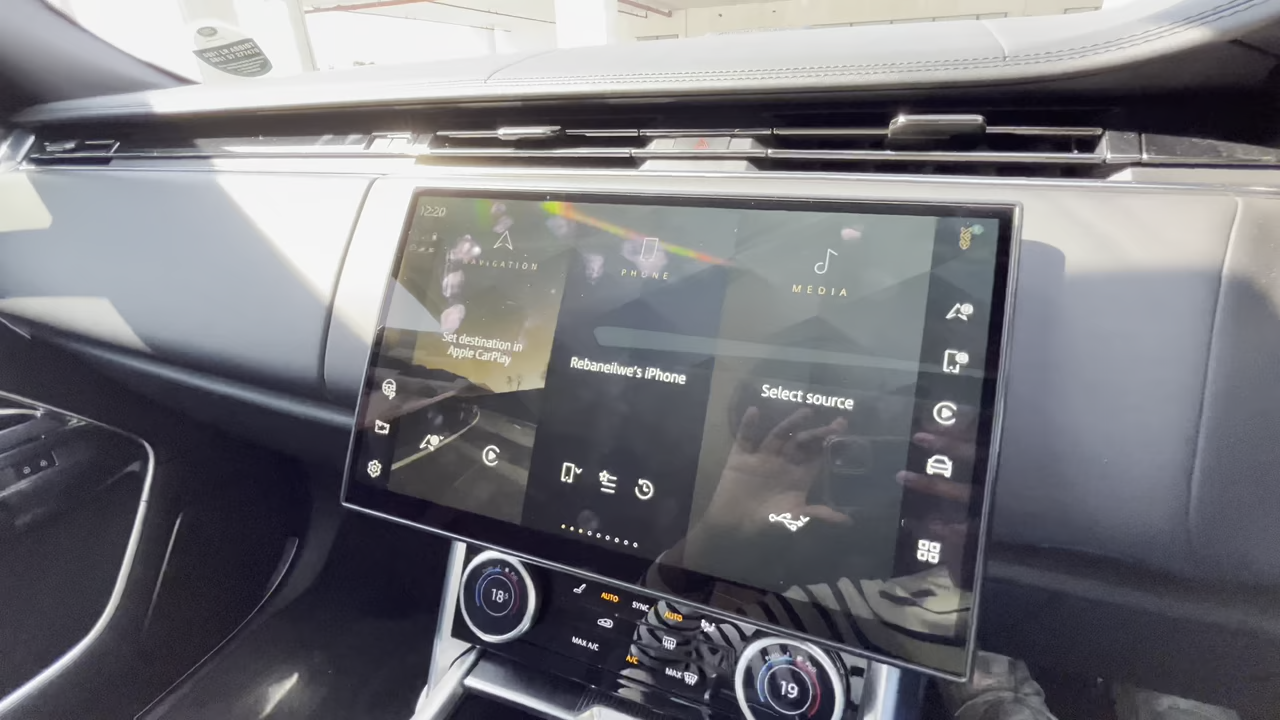 12:20
NAVIGATION
PHONE
MEDIA
Set destination in
Apple CarPlay
Rebaneilwe's iPhone
Select source
18.5
AUTO
SYNC
AUTO
MAX A/C
A/C
MAX
19